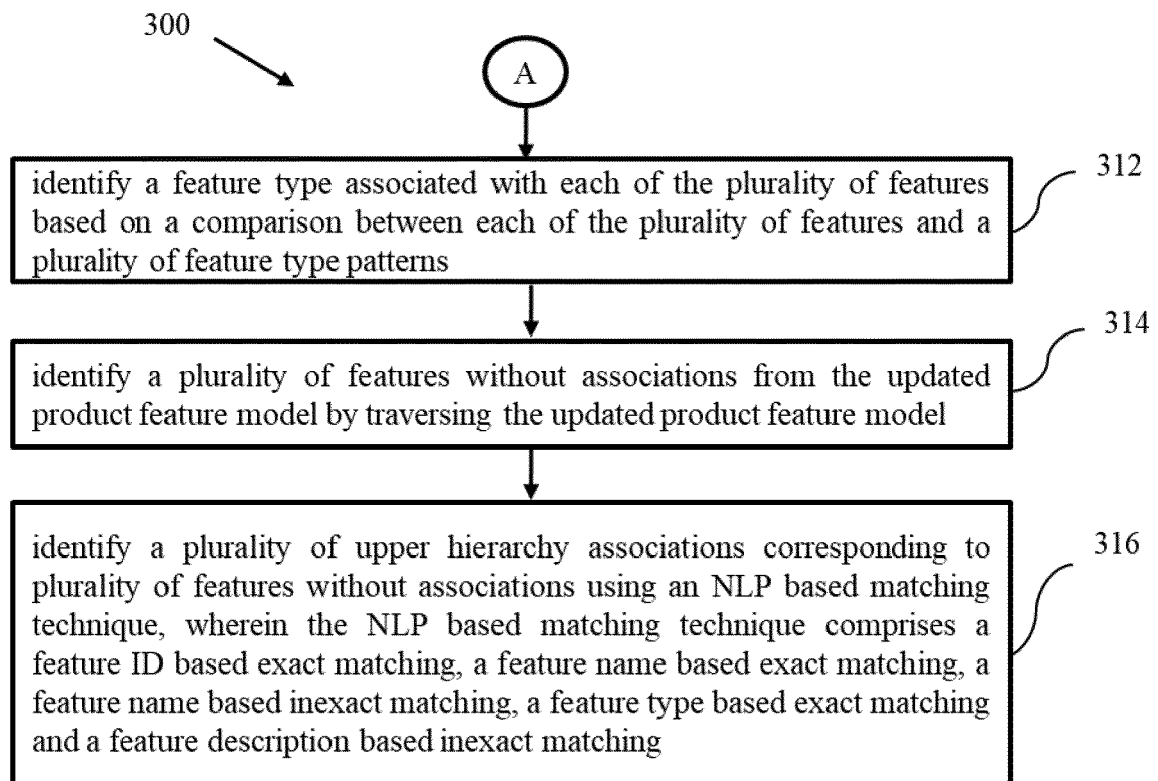 300
A
312
identify a feature type associated with each of the plurality of features
based on a comparison between each of the plurality of features and a
plurality of feature type patterns
314
identify a plurality of features without associations from the updated
product feature model by traversing the updated product feature model
316
identify a plurality of upper hierarchy associations corresponding to
plurality of features without associations using an NLP based matching
technique, wherein the NLP based matching technique comprises a
feature ID based exact matching, a feature name based exact matching, a
feature name based inexact matching, a feature type based exact matching
and a feature description based inexact matching